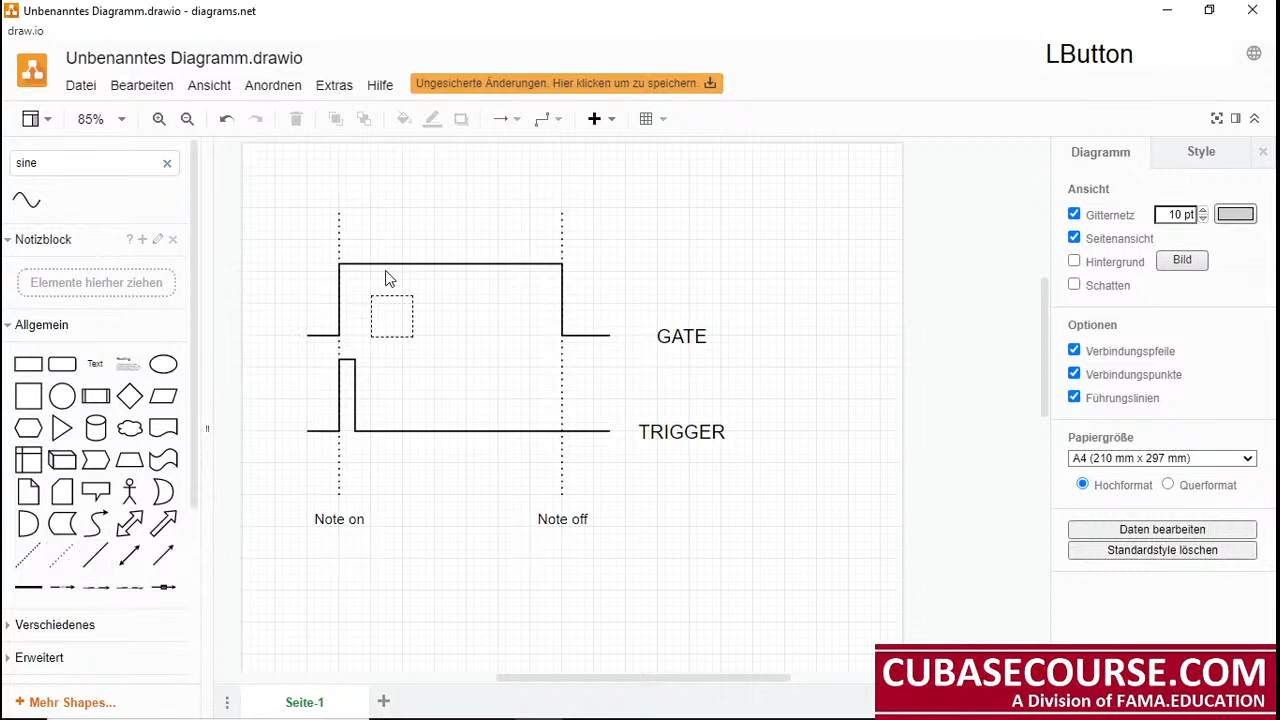 Unbenanntes Diagramm.drawio - diagrams.net
draw.io
Unbenanntes Diagramm.drawio
LButton
Datei Bearbeiten Ansicht Anordnen Extras Hilfe
Ungesicherte Änderungen. Hier klicken um zu speichern.
85%
sine
Notizblock
Elemente hierher ziehen
Allgemein
Text
Verschiedenes
Erweitert
+ Mehr Shapes...
GATE
TRIGGER
Note on
Note off
Seite-1
Diagramm Style
Ansicht
Gitternetz 10 pt
Seitenansicht
Hintergrund Bild
Schatten
Optionen
Verbindungspfeile
Verbindungspunkte
Führungslinien
Papiergröße
A4 (210 mm x 297 mm)
Hochformat Querformat
Daten bearbeiten
Standardstyle löschen
CUBASECOURSE.COM
A Division of FAMA.EDUCATION